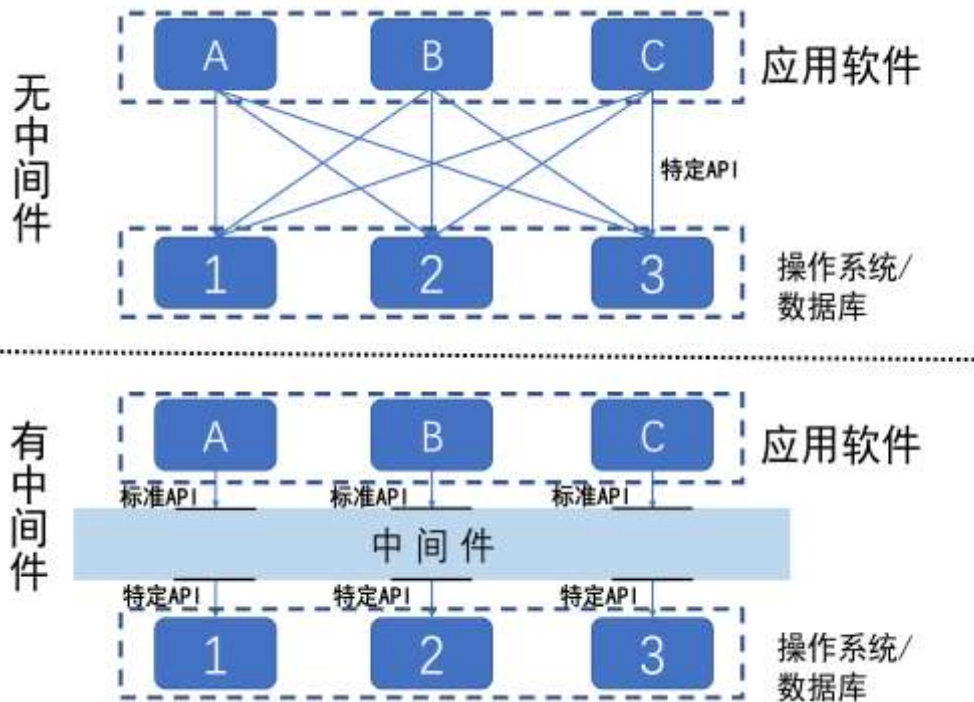 无中间件
A B C
应用软件
特定API
1 2 3
操作系统/
数据库
有中间件
A B C
应用软件
标准API 标准API 标准API
中间件
特定API 特定API 特定API
1 2 3
操作系统/
数据库